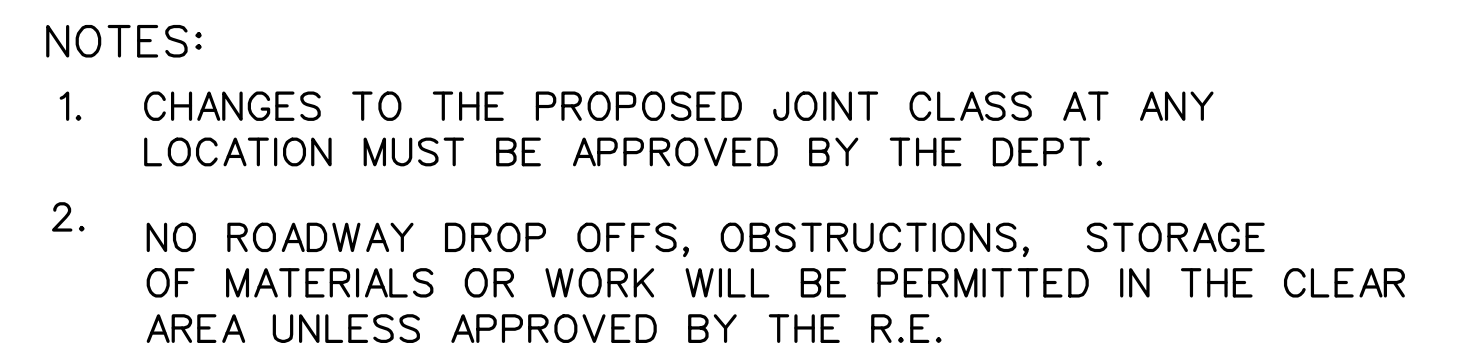 NOTES:
1. CHANGES TO THE PROPOSED JOINT CLASS AT ANY
LOCATION MUST BE APPROVED BY THE DEPT.
2. NO ROADWAY DROP OFFS, OBSTRUCTIONS, STORAGE
OF MATERIALS OR WORK WILL BE PERMITTED IN THE CLEAR
AREA UNLESS APPROVED BY THE R.E.